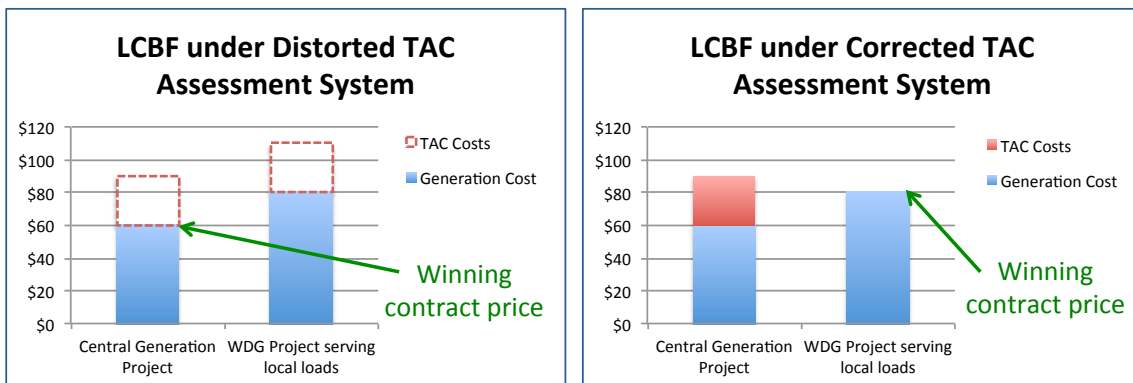 LCBF under Distorted TAC
Assessment System
$120
$100
$80
$60
$40
$20
$0
TAC Costs
Generation Cost
Winning
contract price
Central Generation
Project
WDG Project serving
local loads
LCBF under Corrected TAC
Assessment System
$120
$100
$80
$60
$40
$20
$0
TAC Costs
Generation Cost
Winning
contract price
Central Generation
Project
WDG Project serving
local loads